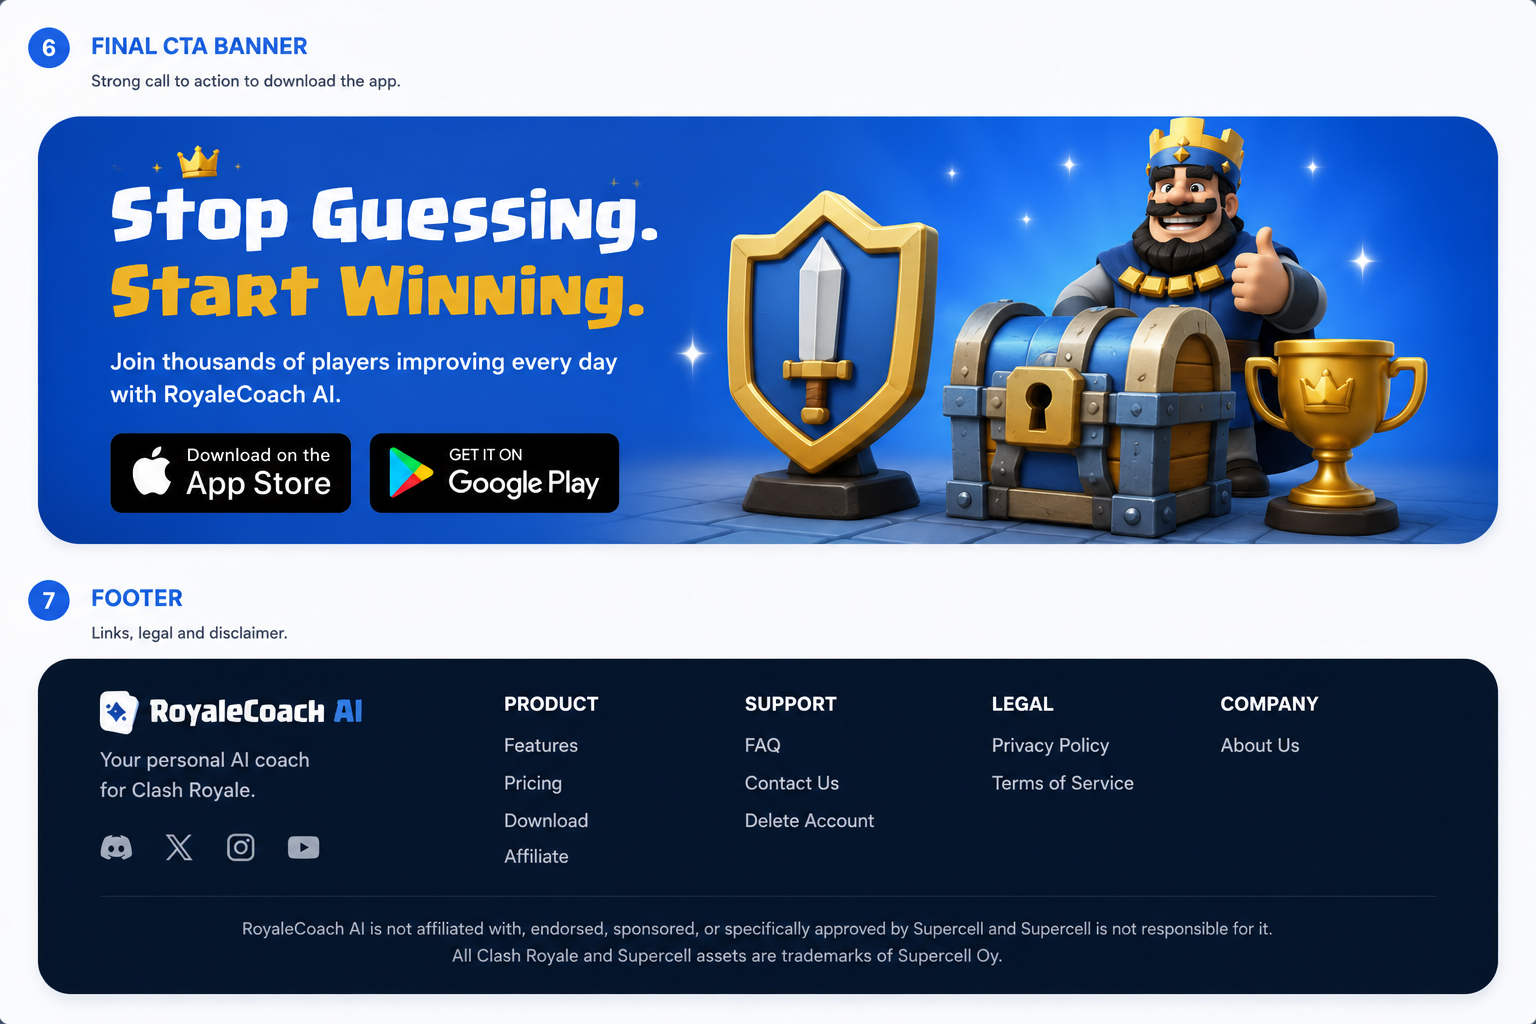 6
FINAL CTA BANNER
Strong call to action to download the app.
Stop Guessing.
Start Winning.
Join thousands of players improving every day
with RoyaleCoach AI.
Download on the
App Store
GET IT ON
Google Play
7
FOOTER
Links, legal and disclaimer.
RoyaleCoach AI
Your personal AI coach
for Clash Royale.
PRODUCT
Features
Pricing
Download
Affiliate
SUPPORT
FAQ
Contact Us
Delete Account
LEGAL
Privacy Policy
Terms of Service
COMPANY
About Us
RoyaleCoach AI is not affiliated with, endorsed, sponsored, or specifically approved by Supercell and Supercell is not responsible for it.
All Clash Royale and Supercell assets are trademarks of Supercell Oy.